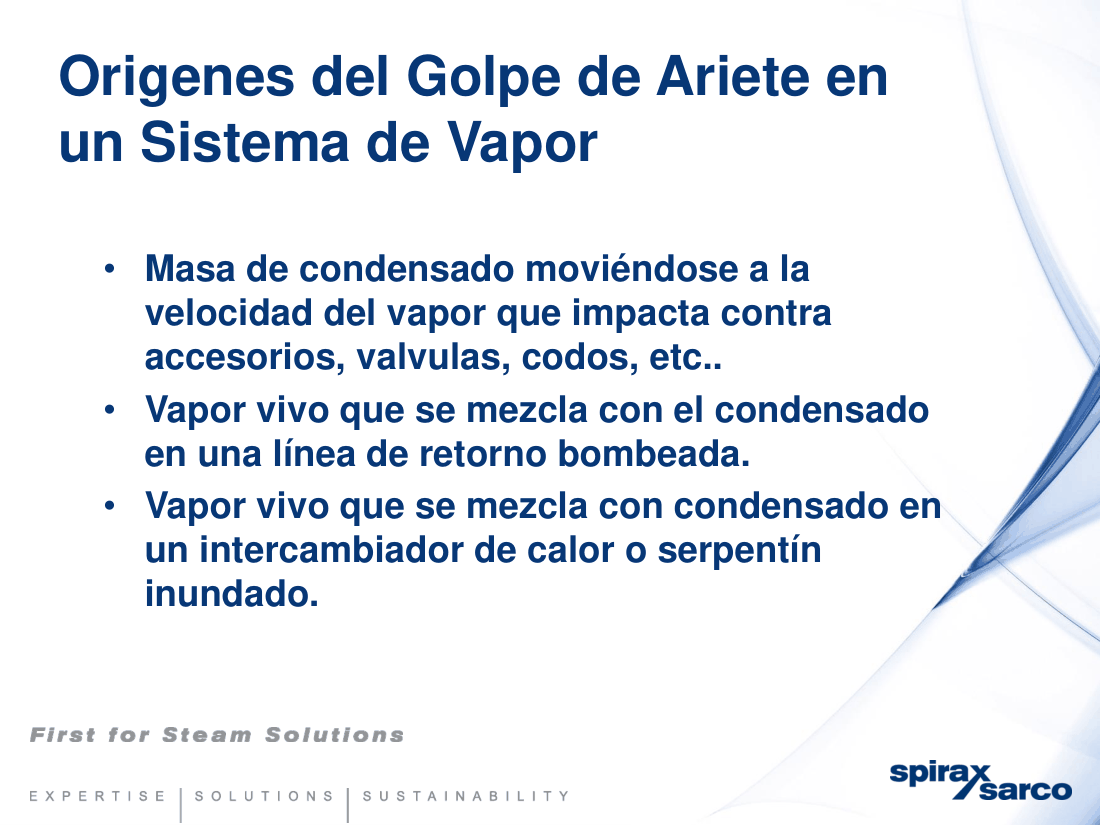 Origenes del Golpe de Ariete en
un Sistema de Vapor
• Masa de condensado moviéndose a la
velocidad del vapor que impacta contra
accesorios, valvulas, codos, etc..
• Vapor vivo que se mezcla con el condensado
en una línea de retorno bombeada.
• Vapor vivo que se mezcla con condensado en
un intercambiador de calor o serpentín
inundado.
First for Steam Solutions
EXPERTISE | SOLUTIONS | SUSTAINABILITY
spirax
sarco